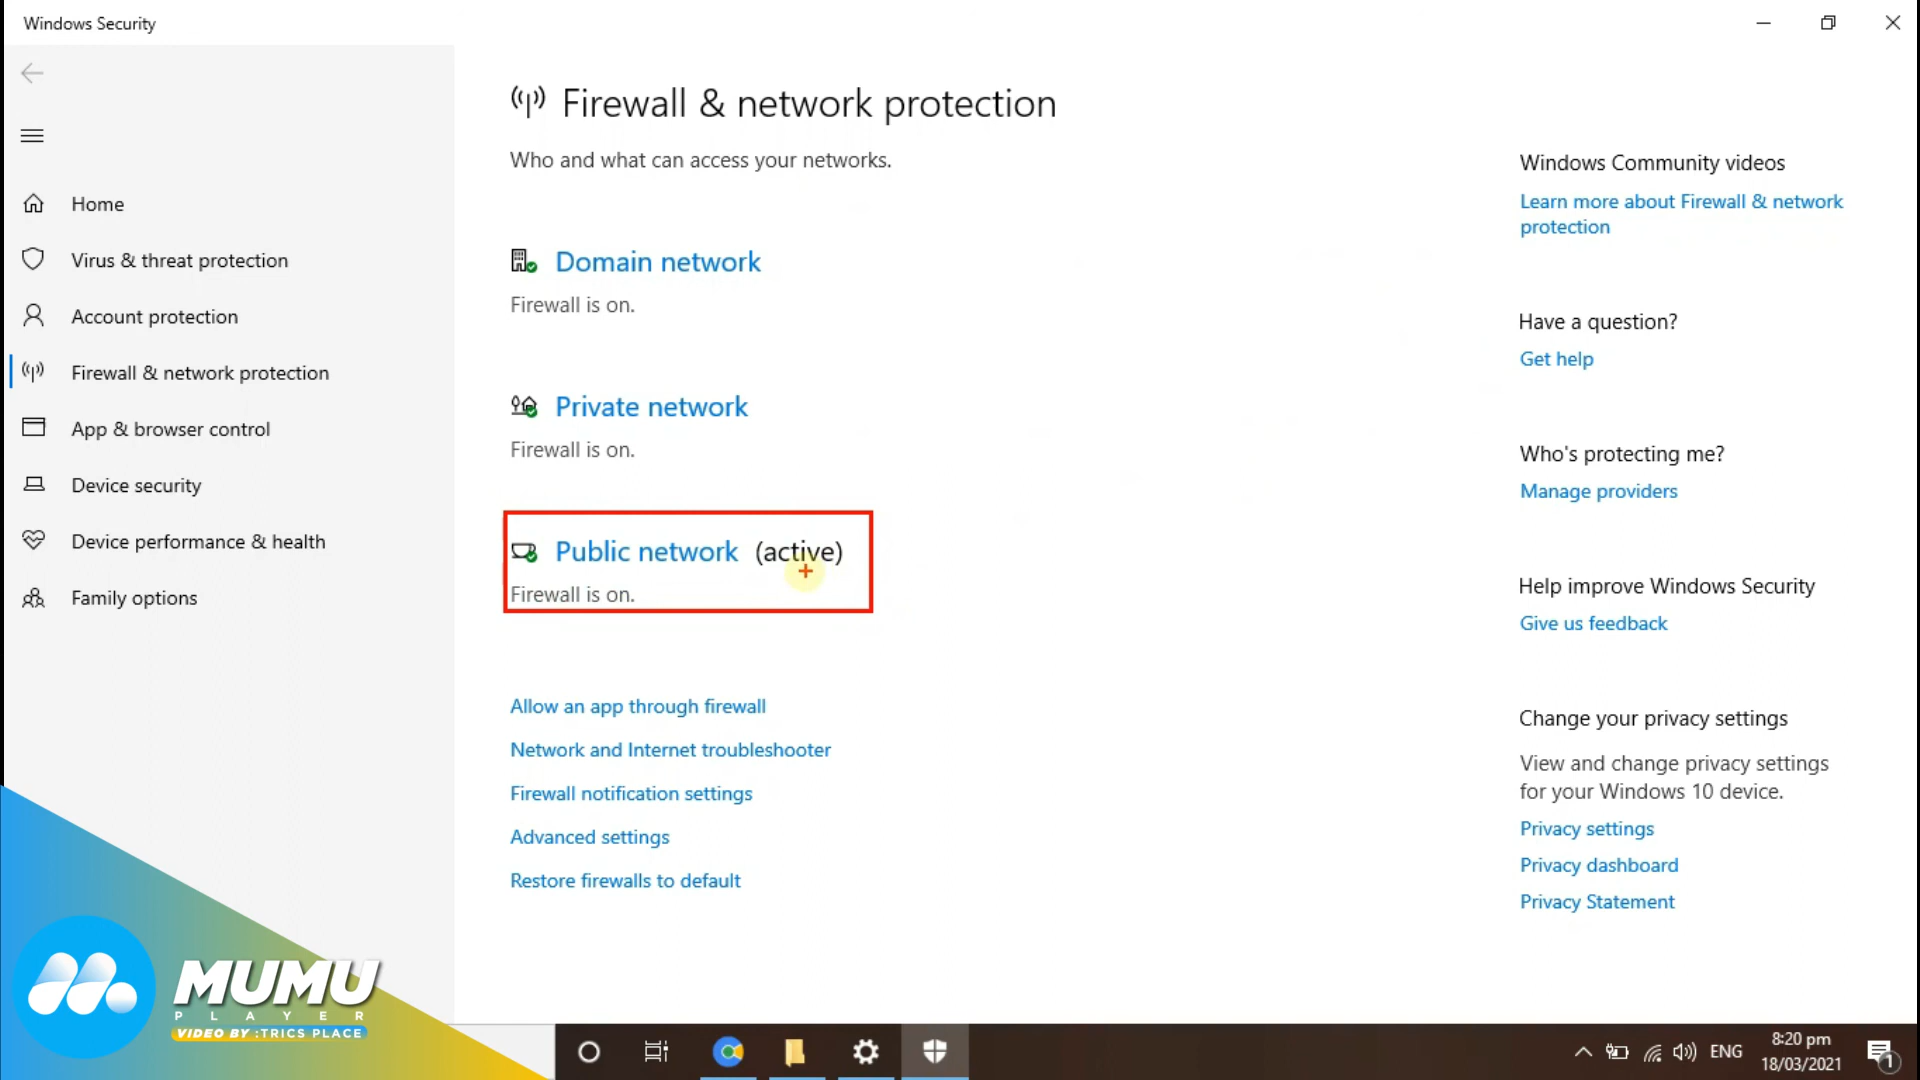 Windows Security
Home
Virus & threat protection
Account protection
Firewall & network protection
App & browser control
Device security
Device performance & health
Family options
Firewall & network protection
Who and what can access your networks.
Domain network
Firewall is on.
Private network
Firewall is on.
Public network (active)
Firewall is on.
Allow an app through firewall
Network and Internet troubleshooter
Firewall notification settings
Advanced settings
Restore firewalls to default
Windows Community videos
Learn more about Firewall & network
protection
Have a question?
Get help
Who's protecting me?
Manage providers
Help improve Windows Security
Give us feedback
Change your privacy settings
View and change privacy settings
for your Windows 10 device.
Privacy settings
Privacy dashboard
Privacy Statement
MUMU
PLAYER
VIDEO BY :TRICS PLACE
ENG
8:20 pm
18/03/2021
1